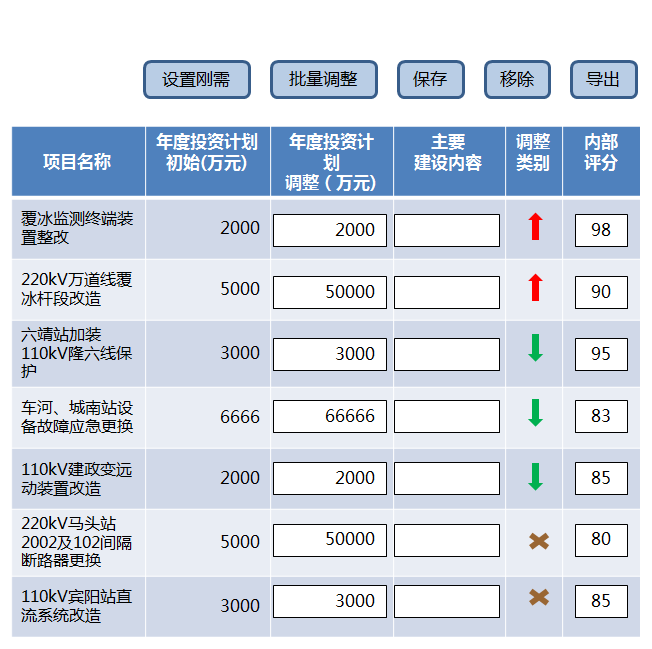 设置刚需 批量调整 保存 移除 导出
项目名称
年度投资计划
初始(万元)
年度投资计
划
调整（万元)
主要
建设内容
调整
类别
内部
评分
覆冰监测终端装
置整改
2000
2000
98
220kV万道线覆
冰杆段改造
5000
50000
90
六靖站加装
110kV隆六线保
护
3000
3000
95
车河、城南站设
备故障应急更换
6666
66666
83
110kV建政变远
动装置改造
2000
2000
85
220kV马头站
2002及102间隔
断路器更换
5000
50000
80
110kV宾阳站直
流系统改造
3000
3000
85